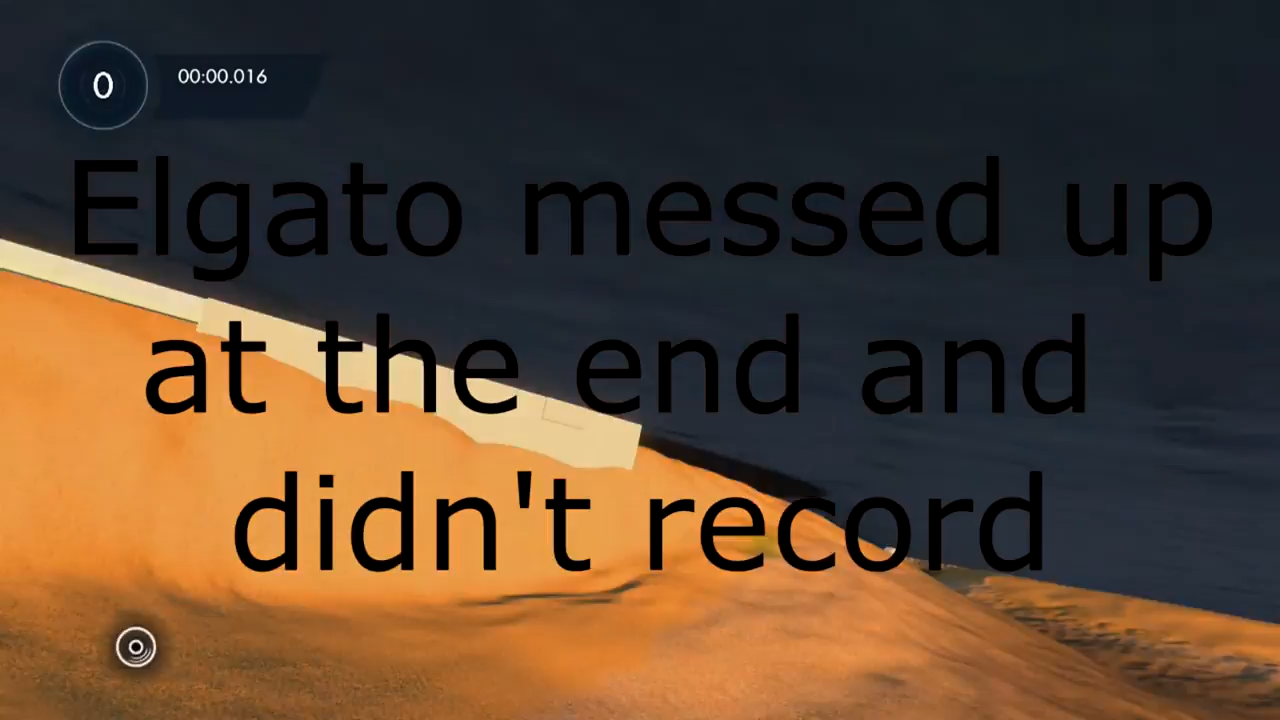 0
00:00.016
Elgato messed up
at the end and
didn't record